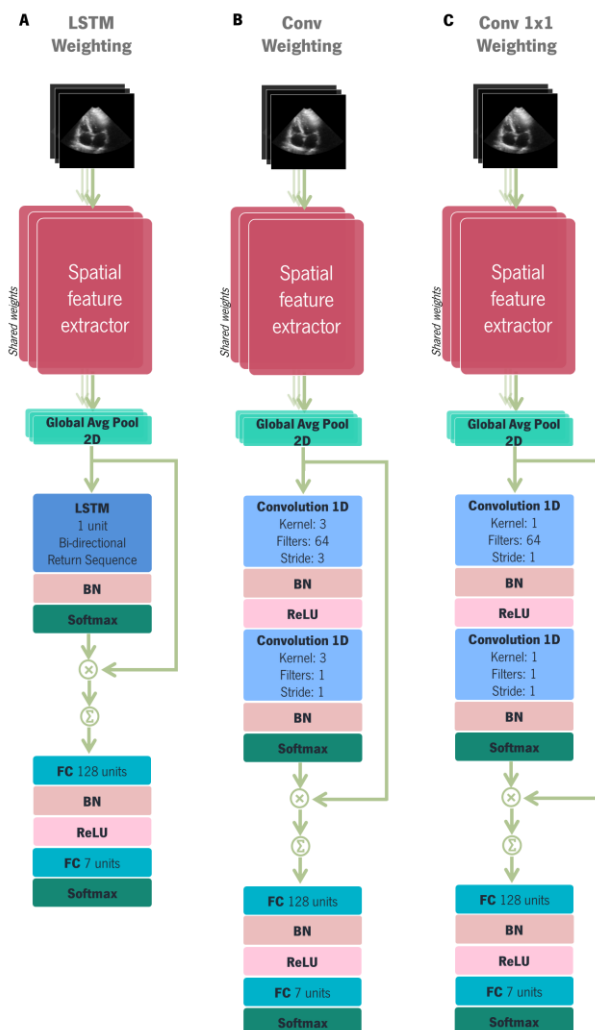 A
LSTM
Weighting
Shared weights
Spatial
feature
extractor
Global Avg Pool
2D
LSTM
1 unit
Bi-directional
Return Sequence
BN
Softmax
×
Σ
FC 128 units
BN
ReLU
FC 7 units
Softmax
B
Conv
Weighting
Shared weights
Spatial
feature
extractor
Global Avg Pool
2D
Convolution 1D
Kernel: 3
Filters: 64
Stride: 3
BN
ReLU
Convolution 1D
Kernel: 3
Filters: 1
Stride: 1
BN
Softmax
×
Σ
FC 128 units
BN
ReLU
FC 7 units
Softmax
C
Conv 1x1
Weighting
Shared weights
Spatial
feature
extractor
Global Avg Pool
2D
Convolution 1D
Kernel: 1
Filters: 64
Stride: 1
BN
ReLU
Convolution 1D
Kernel: 1
Filters: 1
Stride: 1
BN
Softmax
×
Σ
FC 128 units
BN
ReLU
FC 7 units
Softmax